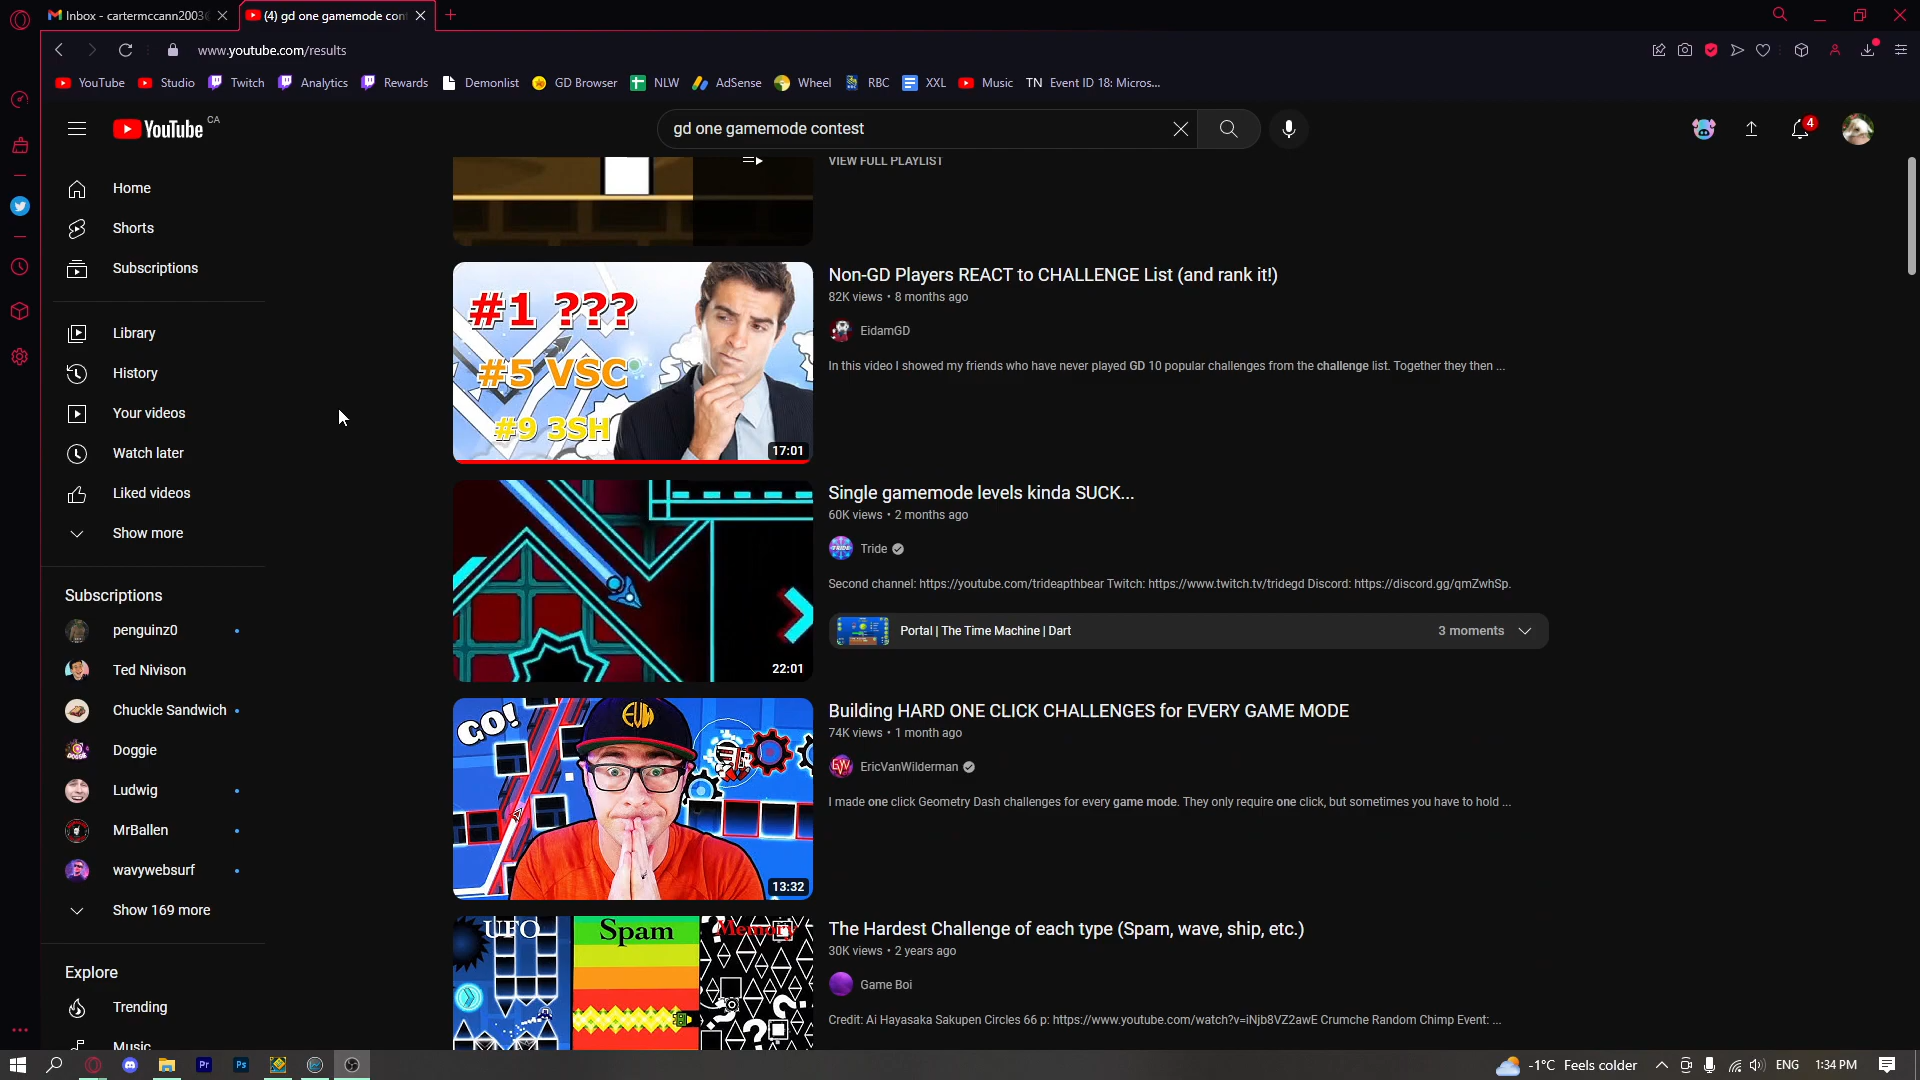 Inbox - cartermccann2003
(4) gd one gamemode con
www.youtube.com/results
YouTube
Studio
Twitch
Analytics
Rewards
Demonlist
GD Browser
NLW
AdSense
Wheel
RBC
XXL
Music
TN Event ID 18: Micros...
YouTube CA
gd one gamemode contest
4
Home
Shorts
Subscriptions
Library
History
Your videos
Watch later
Liked videos
Show more
Subscriptions
penguinz0
Ted Nivison
Chuckle Sandwich
Doggie
Ludwig
MrBallen
wavywebsurf
Show 169 more
Explore
Trending
Music
VIEW FULL PLAYLIST
#1 ???
#5 VSC
#9 3SH
17:01
Non-GD Players REACT to CHALLENGE List (and rank it!)
82K views • 8 months ago
EidamGD
In this video I showed my friends who have never played GD 10 popular challenges from the challenge list. Together they then ...
22:01
Single gamemode levels kinda SUCK...
60K views • 2 months ago
Tride
Second channel: https://youtube.com/trideapthbear Twitch: https://www.twitch.tv/tridegd Discord: https://discord.gg/qmZwhSp.
Portal | The Time Machine | Dart
3 moments
GO!
EVW
13:32
Building HARD ONE CLICK CHALLENGES for EVERY GAME MODE
74K views • 1 month ago
EricVanWilderman
I made one click Geometry Dash challenges for every game mode. They only require one click, but sometimes you have to hold ...
UFO
Spam
Memory
The Hardest Challenge of each type (Spam, wave, ship, etc.)
30K views • 2 years ago
Game Boi
Credit: Ai Hayasaka Sakupen Circles 66 p: https://www.youtube.com/watch?v=iNjb8VZ2awE Crumche Random Chimp Event: ...
Pr
Ps
-1°C Feels colder
ENG
1:34 PM